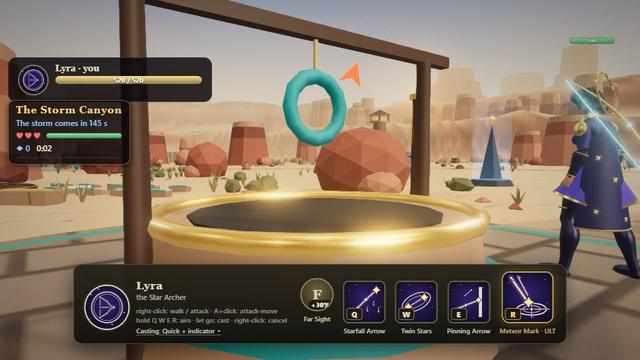 Lyra · you
520 / 520
The Storm Canyon
The storm comes in 145 s
0 0:02
Lyra
the Star Archer
right-click: walk / attack · A+click: attack-move
hold Q W E R: aim · let go: cast · right-click: cancel
Casting: Quick + indicator
F
+30%
Far Sight
Q
Starfall Arrow
W
Twin Stars
E
Pinning Arrow
R
Meteor Mark · ULT